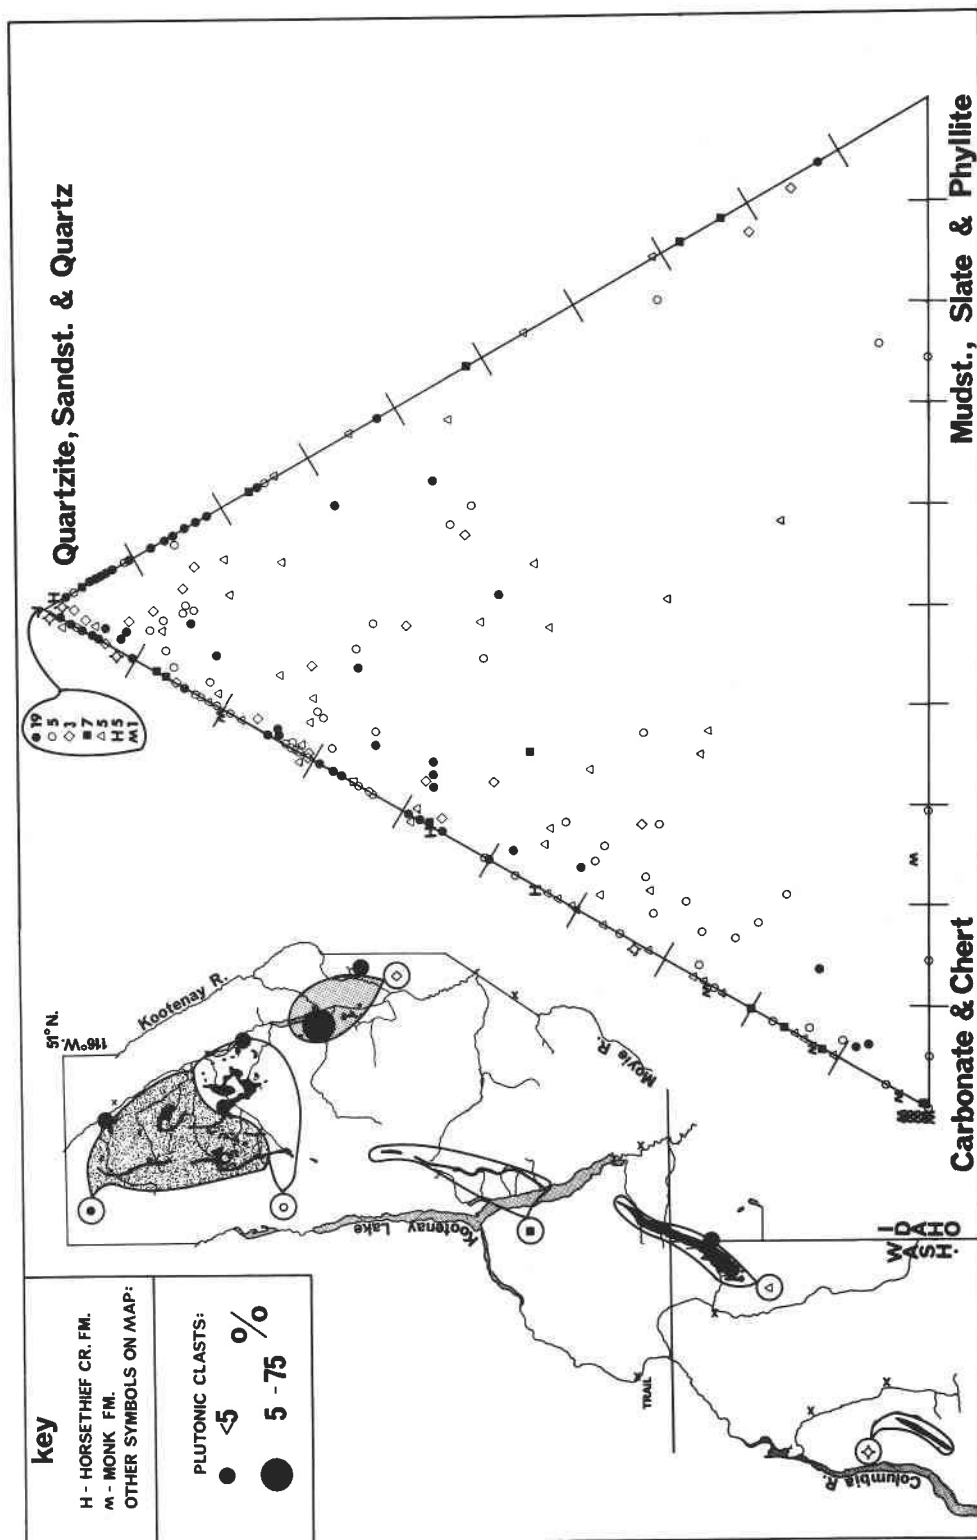 key
H - HORSETHIEF CR. FM.
M - MONK FM.
OTHER SYMBOLS ON MAP:
PLUTONIC CLASTS:
<5
5 - 75
%
51° N.
116° W.
Kootenay R.
Moyie R.
Kootenay Lake
TRAIL
IDAHO
WASH.
Columbia R.
19
5
3
7
5
H 5
M 1
Quartzite, Sandst. & Quartz
Carbonate & Chert
Mudst., Slate & Phyllite